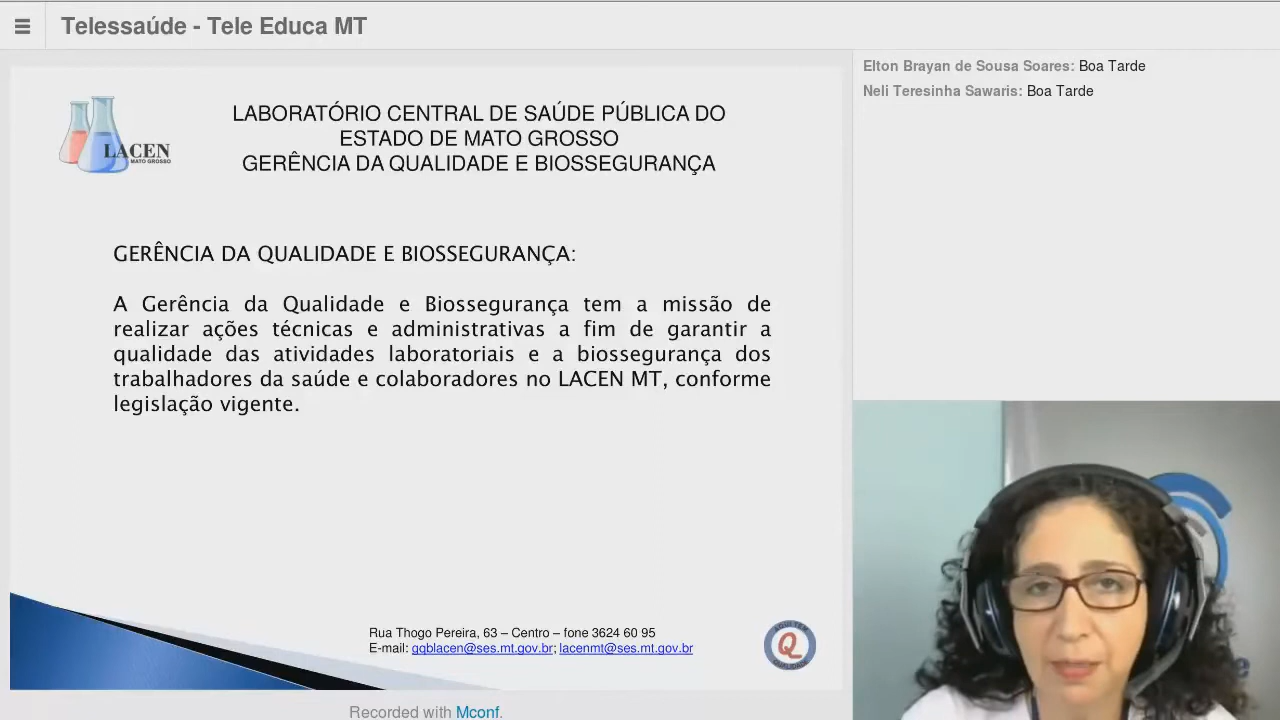 Telessaúde - Tele Educa MT
Elton Brayan de Sousa Soares: Boa Tarde
Neli Teresinha Sawaris: Boa Tarde
LACEN
MATO GROSSO
LABORATÓRIO CENTRAL DE SAÚDE PÚBLICA DO
ESTADO DE MATO GROSSO
GERÊNCIA DA QUALIDADE E BIOSSEGURANÇA
GERÊNCIA DA QUALIDADE E BIOSSEGURANÇA:
A Gerência da Qualidade e Biossegurança tem a missão de
realizar ações técnicas e administrativas a fim de garantir a
qualidade das atividades laboratoriais e a biossegurança dos
trabalhadores da saúde e colaboradores no LACEN MT, conforme
legislação vigente.
Rua Thogo Pereira, 63 – Centro – fone 3624 60 95
E-mail: gqblacen@ses.mt.gov.br; lacenmt@ses.mt.gov.br
AQUI TEM
Q
QUALIDADE
Recorded with Mconf.